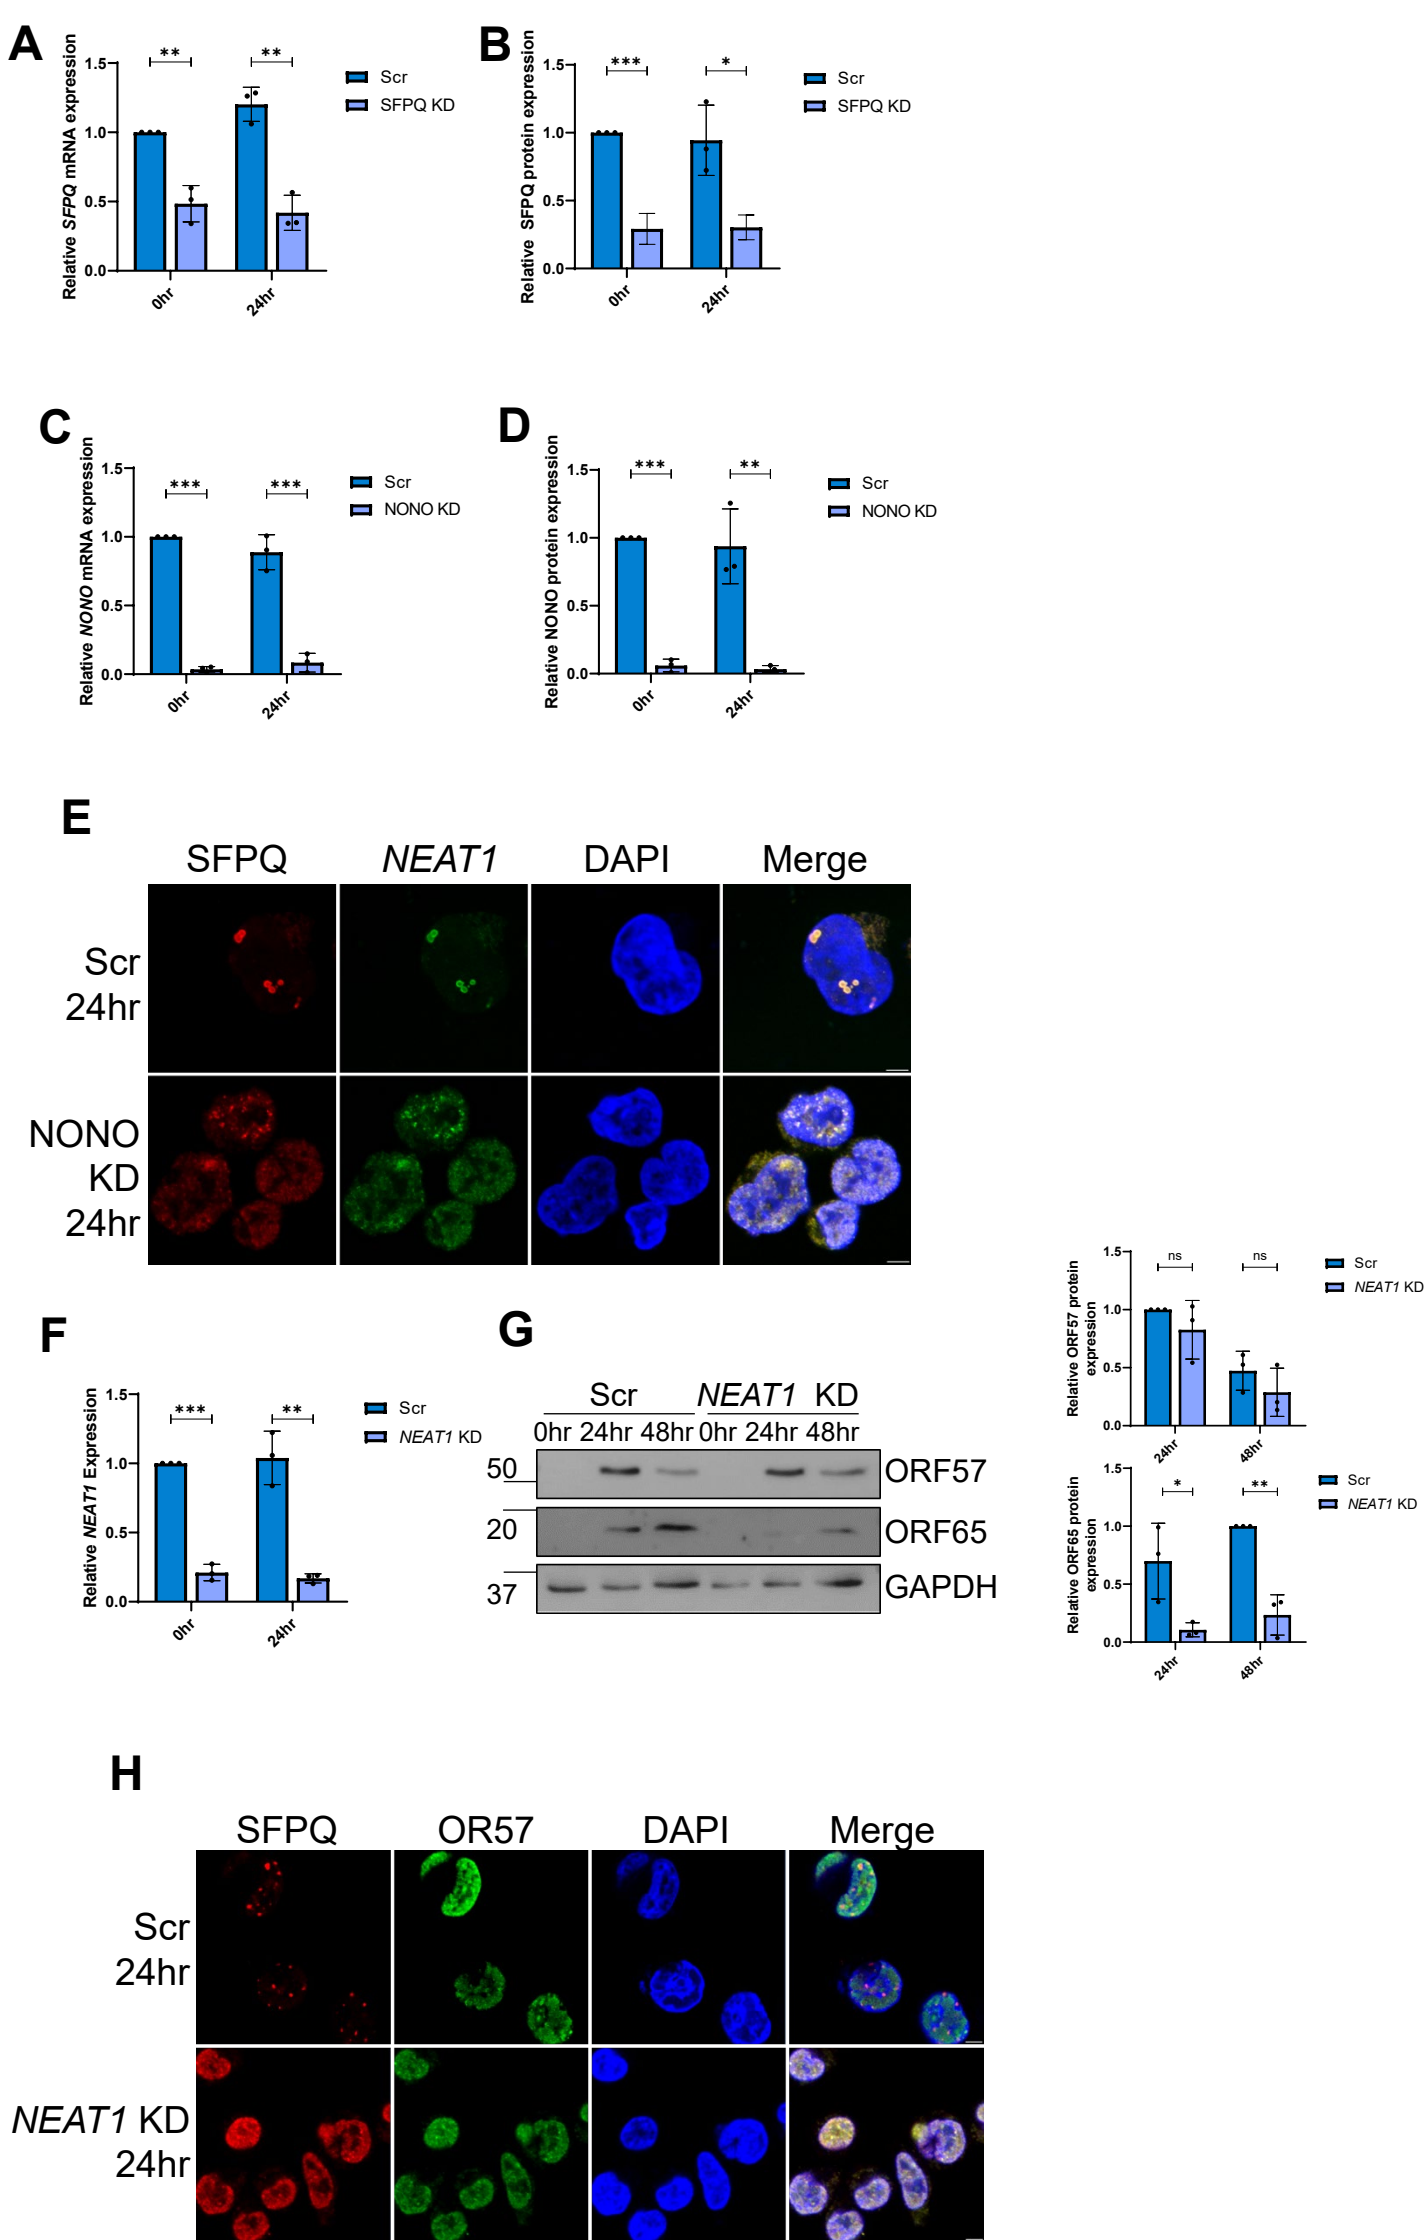 A
Relative SFPQ mRNA expression
1.5
1.0
0.5
0.0
**
**
0hr
24hr
Scr
SFPQ KD
B
Relative SFPQ protein expression
1.5
1.0
0.5
0.0
***
*
0hr
24hr
Scr
SFPQ KD
C
Relative NONO mRNA expression
1.5
1.0
0.5
0.0
***
***
0hr
24hr
Scr
NONO KD
D
Relative NONO protein expression
1.5
1.0
0.5
0.0
***
**
0hr
24hr
Scr
NONO KD
E
SFPQ NEAT1 DAPI Merge
Scr
24hr
NONO
KD
24hr
F
Relative NEAT1 Expression
1.5
1.0
0.5
0.0
***
**
0hr
24hr
Scr
NEAT1 KD
G
Scr NEAT1 KD
0hr 24hr 48hr 0hr 24hr 48hr
50 ORF57
20 ORF65
37 GAPDH
Relative ORF57 protein
expression
1.5
1.0
0.5
0.0
ns
ns
24hr
48hr
Scr
NEAT1 KD
Relative ORF65 protein
expression
1.5
1.0
0.5
0.0
*
**
24hr
48hr
Scr
NEAT1 KD
H
SFPQ OR57 DAPI Merge
Scr
24hr
NEAT1 KD
24hr